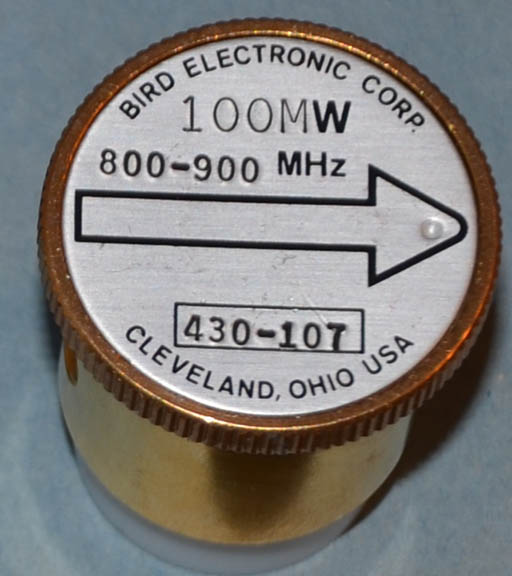 BIRD ELECTRONIC CORP.
100MW
800-900 MHz
430-107
CLEVELAND, OHIO USA